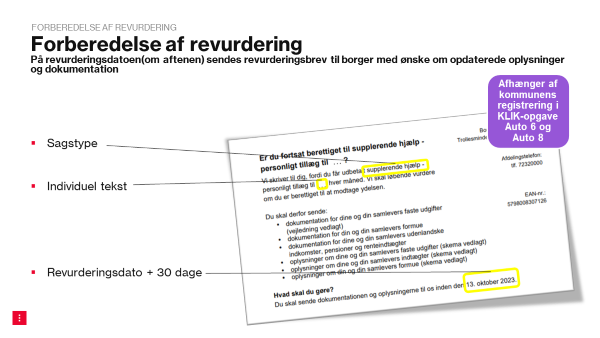 FORBEREDELSE AF REVURDERING
Forberedelse af revurdering
På revurderingsdatoen(om aftenen) sendes revurderingsbrev til borger med ønske om opdaterede oplysninger
og dokumentation
Afhænger af
kommunens
registrering i
KLIK-opgave
Auto 6 og
Auto 8
Sagstype
Individuel tekst
Revurderingsdato + 30 dage
Er du fortsat berettiget til supplerende hjælp -
personligt tillæg til ...?
Vi skriver til dig, fordi du får udbetalt supplerende hjælp -
personligt tillæg til hver måned. Vi skal løbende vurdere
om du er berettiget til at modtage ydelsen.
Du skal derfor sende:
• dokumentation for dine og din samlevers faste udgifter
(vejledning vedlagt)
• dokumentation for dine og din samlevers formue
• dokumentation for dine og din samlevers udenlandske
indkomster, pensioner og renteindtægter
• oplysninger om dine og din samlevers faste udgifter (skema vedlagt)
• oplysninger om dine og din samlevers indtægter (skema vedlagt)
• oplysninger om din og din samlevers formue (skema vedlagt)
Hvad skal du gøre?
Du skal sende dokumentationen og oplysningerne til os inden den 13. oktober 2023.
Afdelingstelefon:
tlf. 72320000
EAN-nr.:
5798008307126